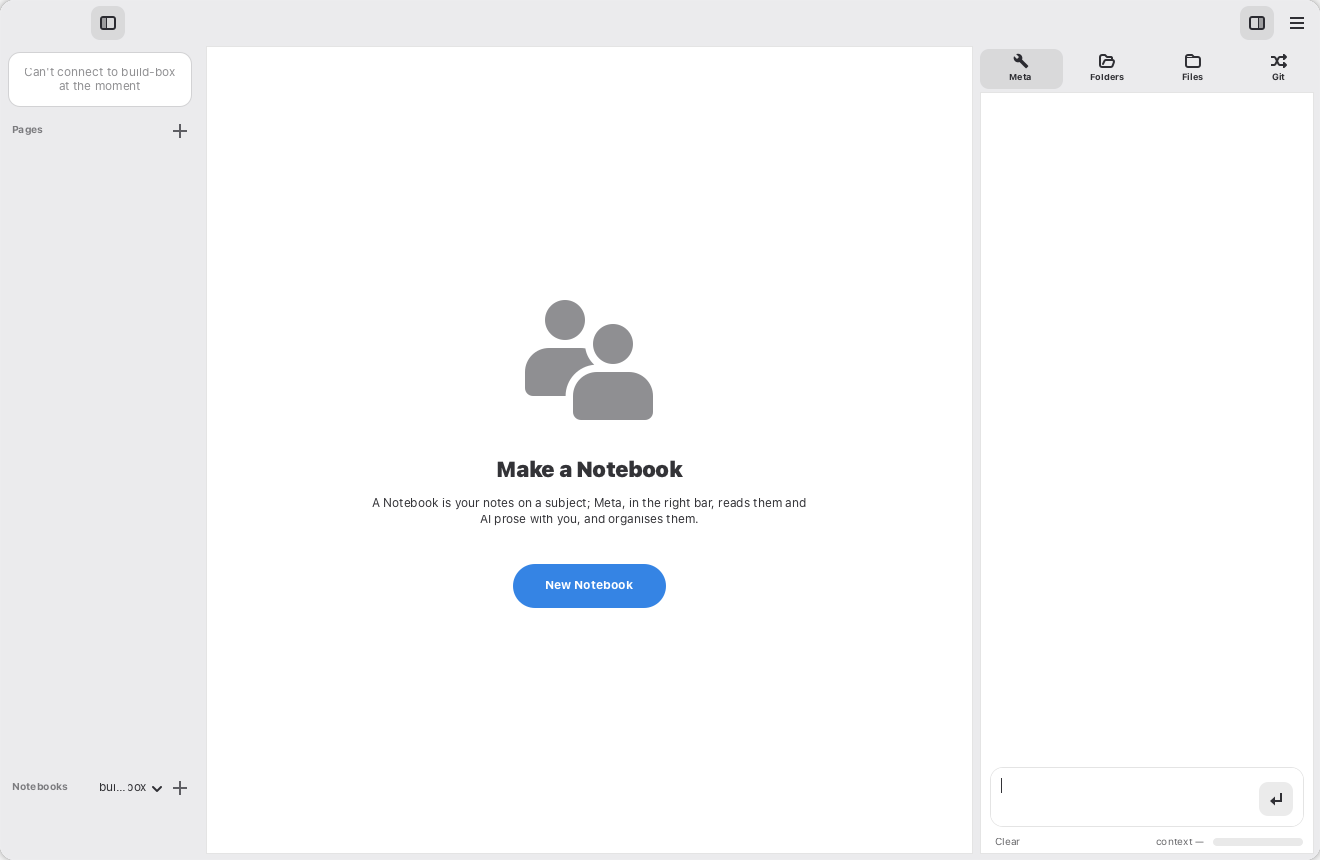 Can't connect to build-box
at the moment
Pages
Make a Notebook
A Notebook is your notes on a subject; Meta, in the right bar, reads them and
AI prose with you, and organises them.
New Notebook
Meta
Folders
Files
Git
Notebooks
bui…box
Clear
context —